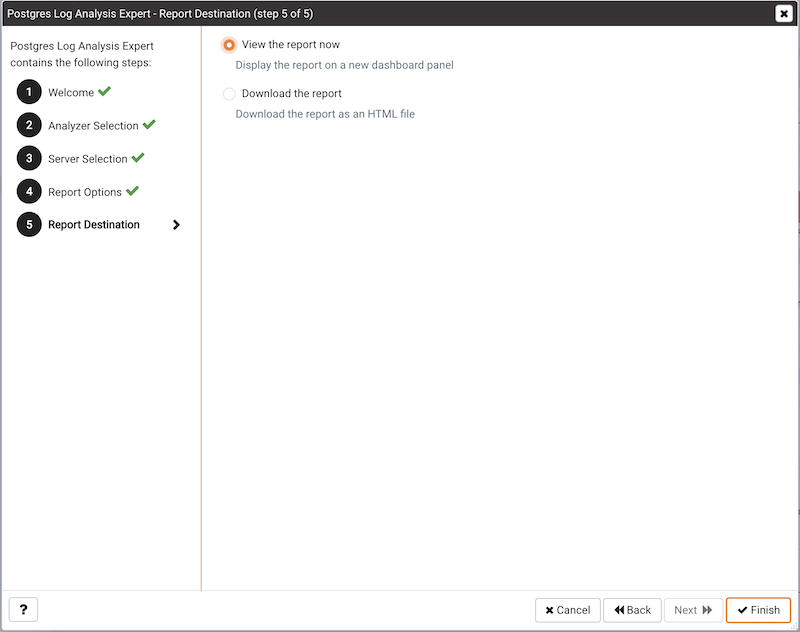 Postgres Log Analysis Expert - Report Destination (step 5 of 5)
Postgres Log Analysis Expert
contains the following steps:
1 Welcome
2 Analyzer Selection
3 Server Selection
4 Report Options
5 Report Destination
View the report now
Display the report on a new dashboard panel
Download the report
Download the report as an HTML file
? Cancel Back Next Finish